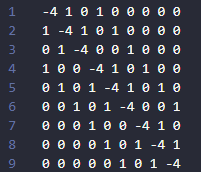 1 -4 1 0 1 0 0 0 0 0
2 1 -4 1 0 1 0 0 0 0
3 0 1 -4 0 0 1 0 0 0
4 1 0 0 -4 1 0 1 0 0
5 0 1 0 1 -4 1 0 1 0
6 0 0 1 0 1 -4 0 0 1
7 0 0 0 1 0 0 -4 1 0
8 0 0 0 0 1 0 1 -4 1
9 0 0 0 0 0 1 0 1 -4